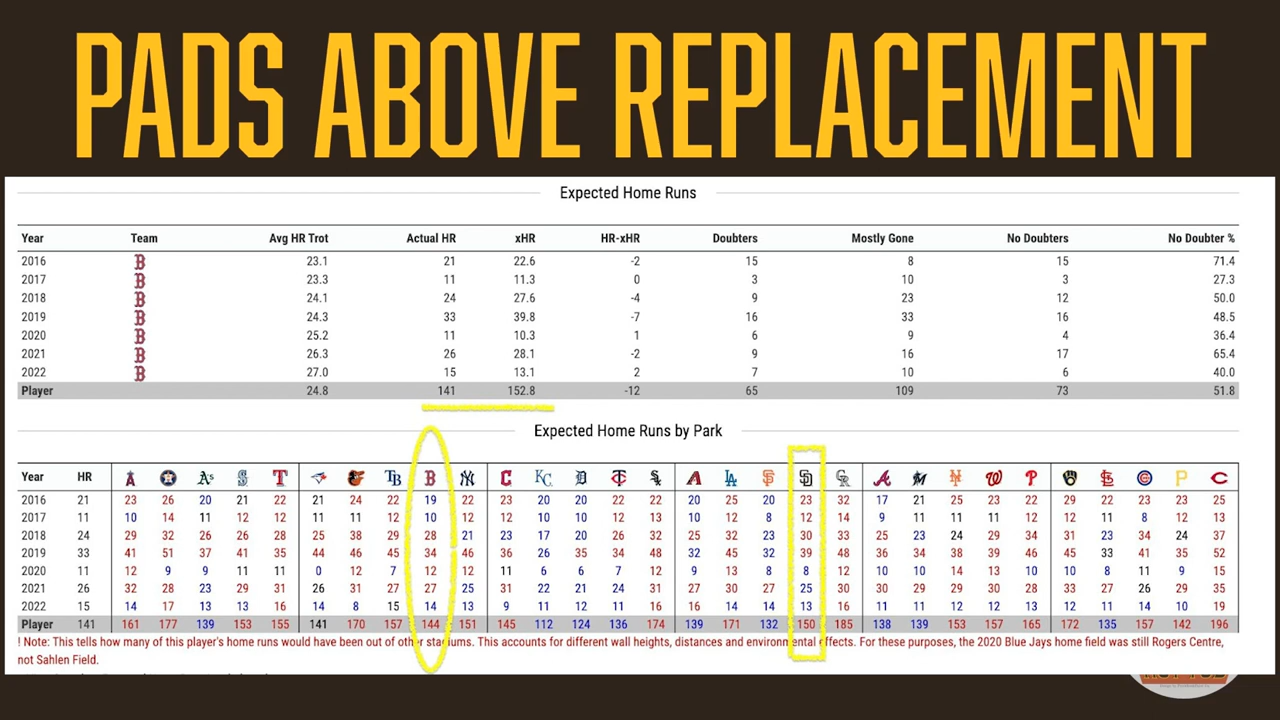 PADS ABOVE REPLACEMENT
Expected Home Runs
Year Team Avg HR Trot Actual HR xHR HR-xHR Doubters Mostly Gone No Doubters No Doubter %
2016 B 23.1 21 22.6 -2 15 8 15 71.4
2017 B 23.3 11 11.3 0 3 10 3 27.3
2018 B 24.1 24 27.6 -4 9 23 12 50.0
2019 B 24.3 33 39.8 -7 16 33 16 48.5
2020 B 25.2 11 10.3 1 6 9 4 36.4
2021 B 26.3 26 28.1 -2 9 16 17 65.4
2022 B 27.0 15 13.1 2 7 10 6 40.0
Player 24.8 141 152.8 -12 65 109 73 51.8
Expected Home Runs by Park
Year HR A A's S T TB B NY C KC D TC SOX A LA SF SD CR A M NY W P M STL P C
2016 21 23 26 20 21 22 21 24 22 19 22 23 20 20 22 22 20 25 20 23 32 17 21 25 23 22 29 22 23 23 25
2017 11 10 14 11 12 12 11 11 12 10 12 12 10 10 12 13 10 12 8 12 14 9 11 11 11 12 12 11 8 12 13
2018 24 29 32 26 26 28 25 38 29 28 21 23 17 20 26 32 25 32 23 30 33 25 23 24 29 34 31 23 34 24 37
2019 33 41 51 37 41 35 44 46 45 34 46 36 26 35 34 48 32 45 32 39 48 36 34 38 39 46 45 33 41 35 52
2020 11 12 9 9 11 11 0 12 7 12 12 11 6 6 7 12 9 13 8 8 12 10 10 14 13 10 10 8 11 9 15
2021 26 32 28 23 29 31 26 31 27 27 25 31 22 21 24 31 27 30 27 25 30 30 29 29 30 28 33 27 26 29 35
2022 15 14 17 13 13 16 14 8 15 14 13 9 11 12 11 16 16 14 14 13 16 11 11 12 12 13 12 11 14 10 19
Player 141 161 177 139 153 155 141 170 157 144 151 145 112 124 136 174 139 171 132 150 185 138 139 153 157 165 172 135 157 142 196
! Note: This tells how many of this player's home runs would have been out of other stadiums. This accounts for different wall heights, distances and environmental effects. For these purposes, the 2020 Blue Jays home field was still Rogers Centre,
not Sahlen Field.